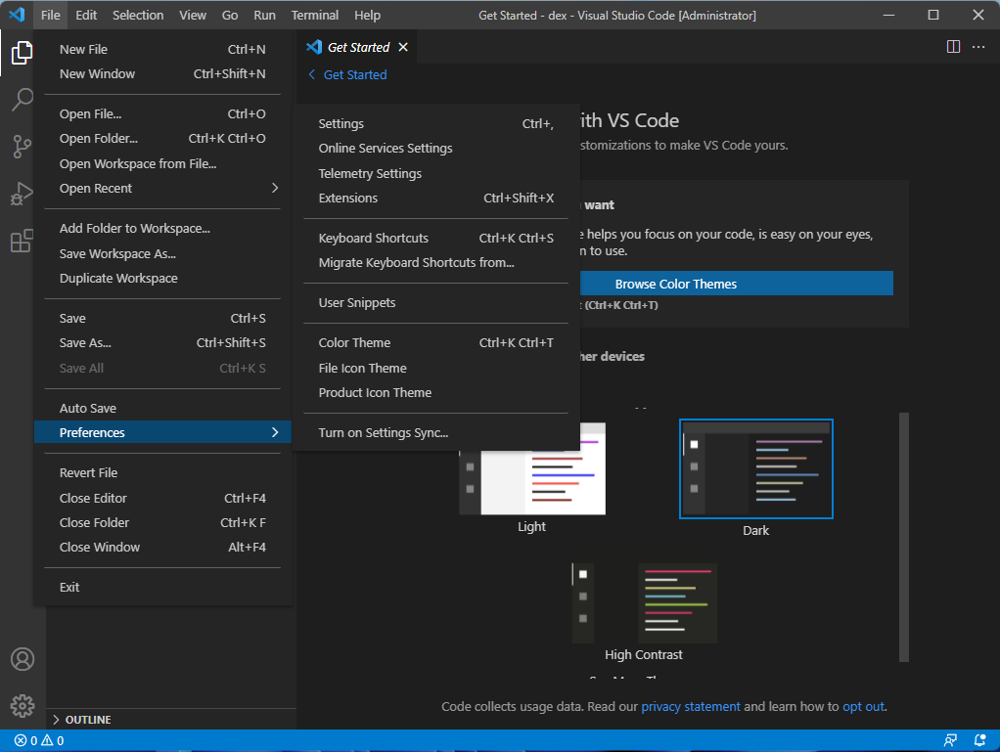 File Edit Selection View Go Run Terminal Help Get Started - dex - Visual Studio Code [Administrator]
New File Ctrl+N
New Window Ctrl+Shift+N
Open File... Ctrl+O
Open Folder... Ctrl+K Ctrl+O
Open Workspace from File...
Open Recent
Add Folder to Workspace...
Save Workspace As...
Duplicate Workspace
Save Ctrl+S
Save As... Ctrl+Shift+S
Save All Ctrl+K S
Auto Save
Preferences
Revert File
Close Editor Ctrl+F4
Close Folder Ctrl+K F
Close Window Alt+F4
Exit
Settings Ctrl+,
Online Services Settings
Telemetry Settings
Extensions Ctrl+Shift+X
Keyboard Shortcuts Ctrl+K Ctrl+S
Migrate Keyboard Shortcuts from...
User Snippets
Color Theme Ctrl+K Ctrl+T
File Icon Theme
Product Icon Theme
Turn on Settings Sync...
Get Started
Get Started
ith VS Code
stomizations to make VS Code yours.
want
e helps you focus on your code, is easy on your eyes,
n to use.
Browse Color Themes
(Ctrl+K Ctrl+T)
her devices
Light
Dark
High Contrast
Code collects usage data. Read our privacy statement and learn how to opt out.
OUTLINE
0 0